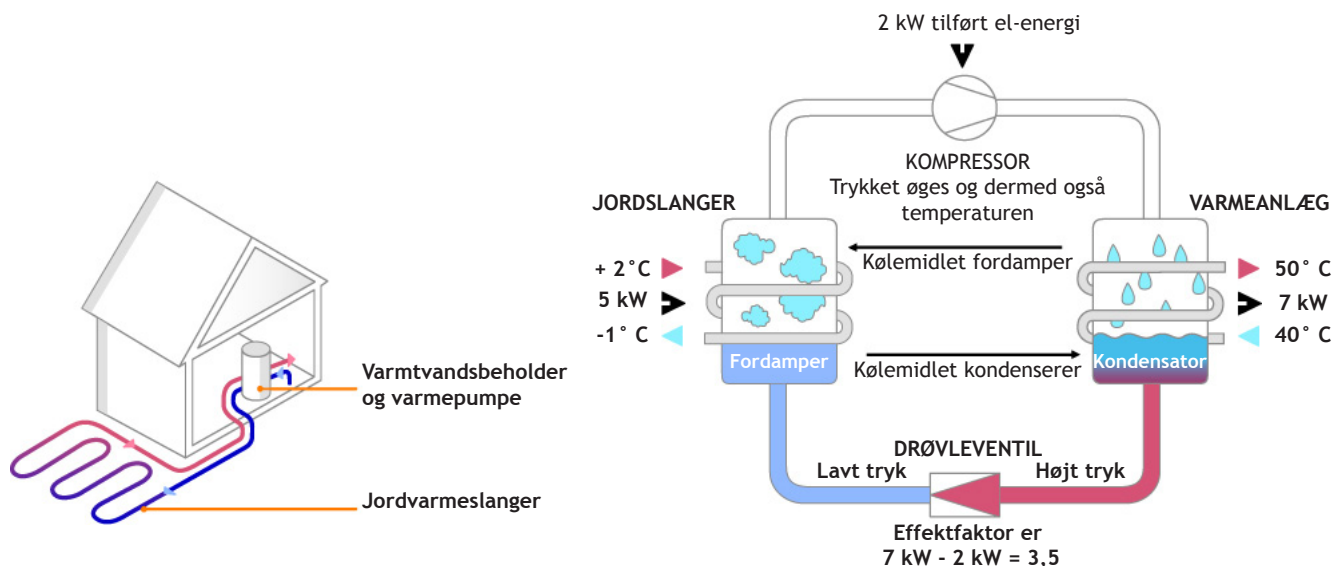 2 kW tilført el-energi
KOMPRESSOR
Trykket øges og dermed også
temperaturen
JORDSLANGER
VARMEANLÆG
Kølemidlet fordamper
+ 2°C
5 kW
-1° C
50° C
7 kW
40° C
Fordamper
Kølemidlet kondenserer
Kondensator
Varmtvandsbeholder
og varmepumpe
Jordvarmeslanger
DRØVLEVENTIL
Lavt tryk
Højt tryk
Effektfaktor er
7 kW - 2 kW = 3,5